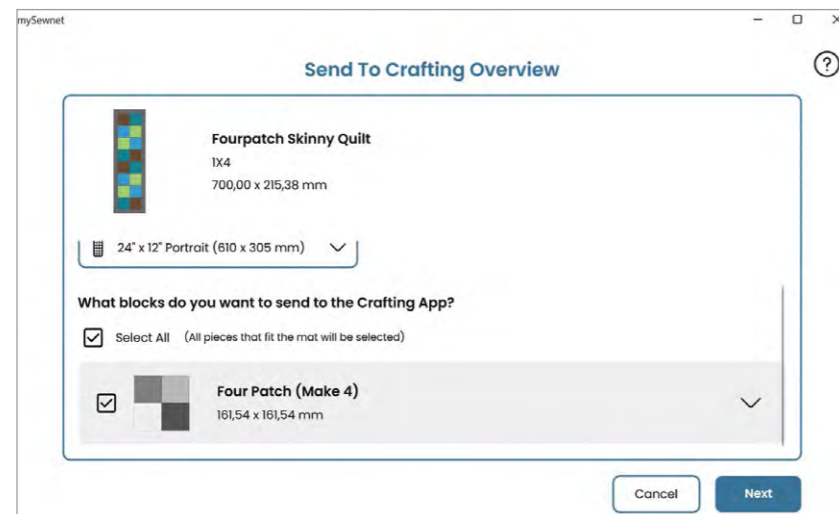 mySewnet
Send To Crafting Overview
?
Fourpatch Skinny Quilt
1X4
700,00 x 215,38 mm
24" x 12" Portrait (610 x 305 mm)
What blocks do you want to send to the Crafting App?
Select All (All pieces that fit the mat will be selected)
Four Patch (Make 4)
161,54 x 161,54 mm
Cancel Next